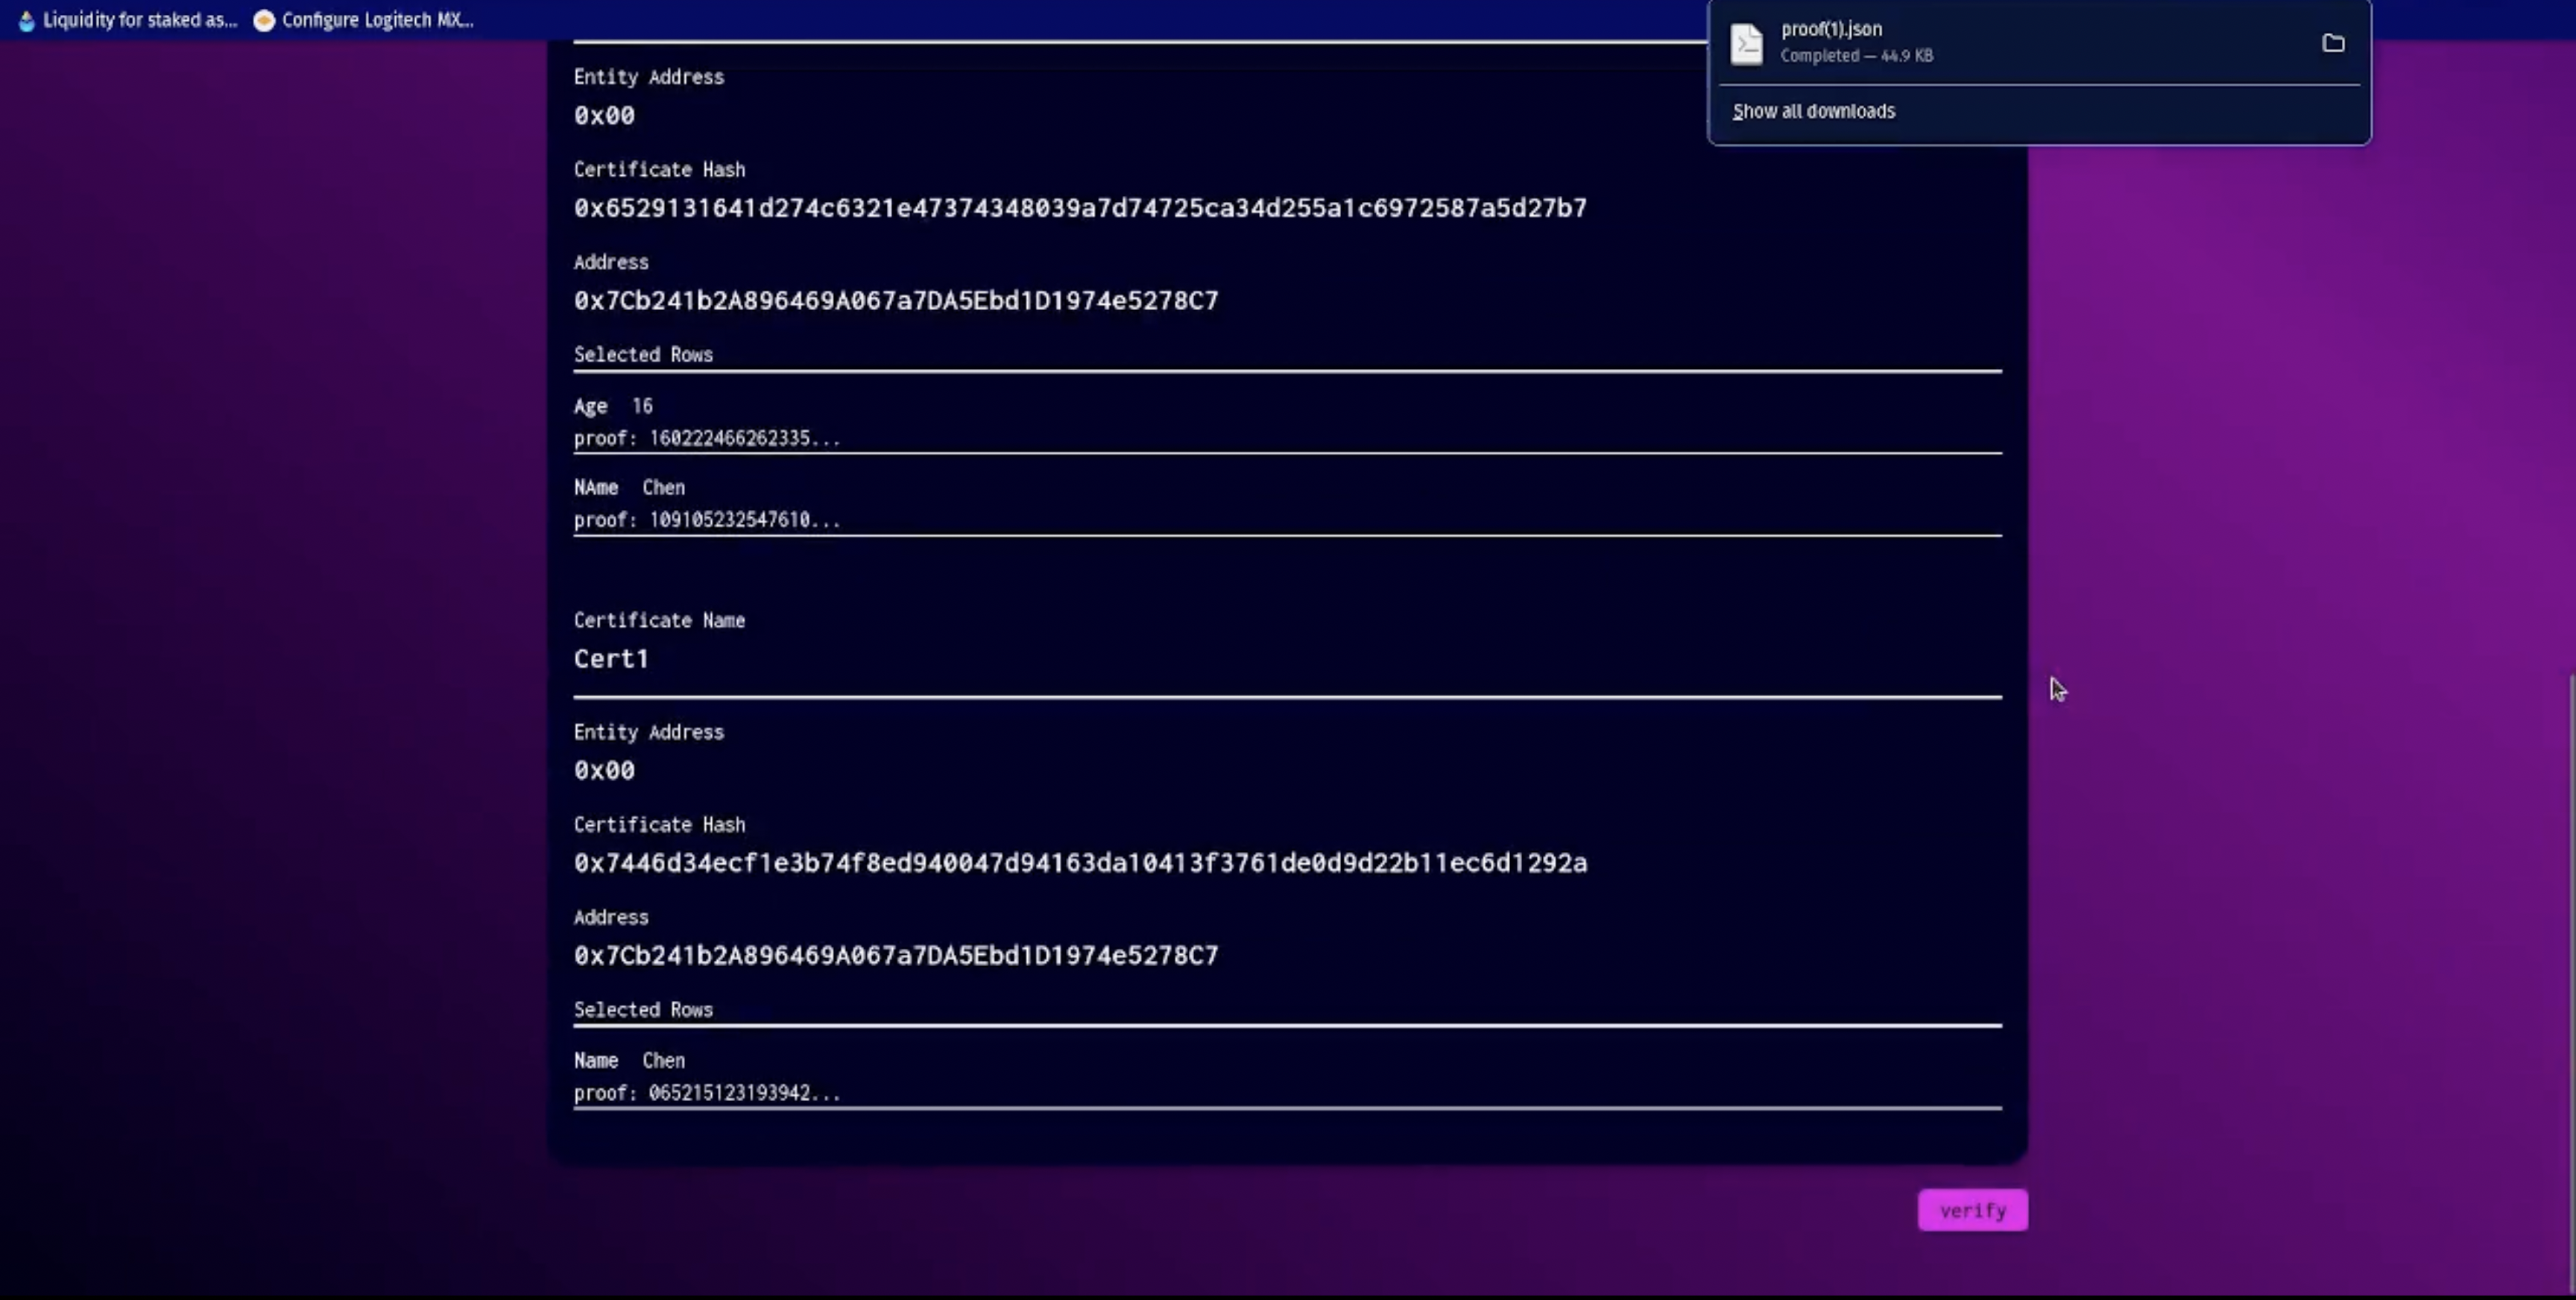 Liquidity for staked as...
Configure Logitech MX...
proof(1).json
Completed — 44.9 KB
Show all downloads
Entity Address
0x00
Certificate Hash
0x6529131641d274c6321e47374348039a7d74725ca34d255a1c6972587a5d27b7
Address
0x7Cb241b2A896469A067a7DA5Ebd1D1974e5278C7
Selected Rows
Age 16
proof: 160222466262335...
NAme Chen
proof: 109105232547610...
Certificate Name
Cert1
Entity Address
0x00
Certificate Hash
0x7446d34ecf1e3b74f8ed940047d94163da10413f3761de0d9d22b11ec6d1292a
Address
0x7Cb241b2A896469A067a7DA5Ebd1D1974e5278C7
Selected Rows
Name Chen
proof: 065215123193942...
verify